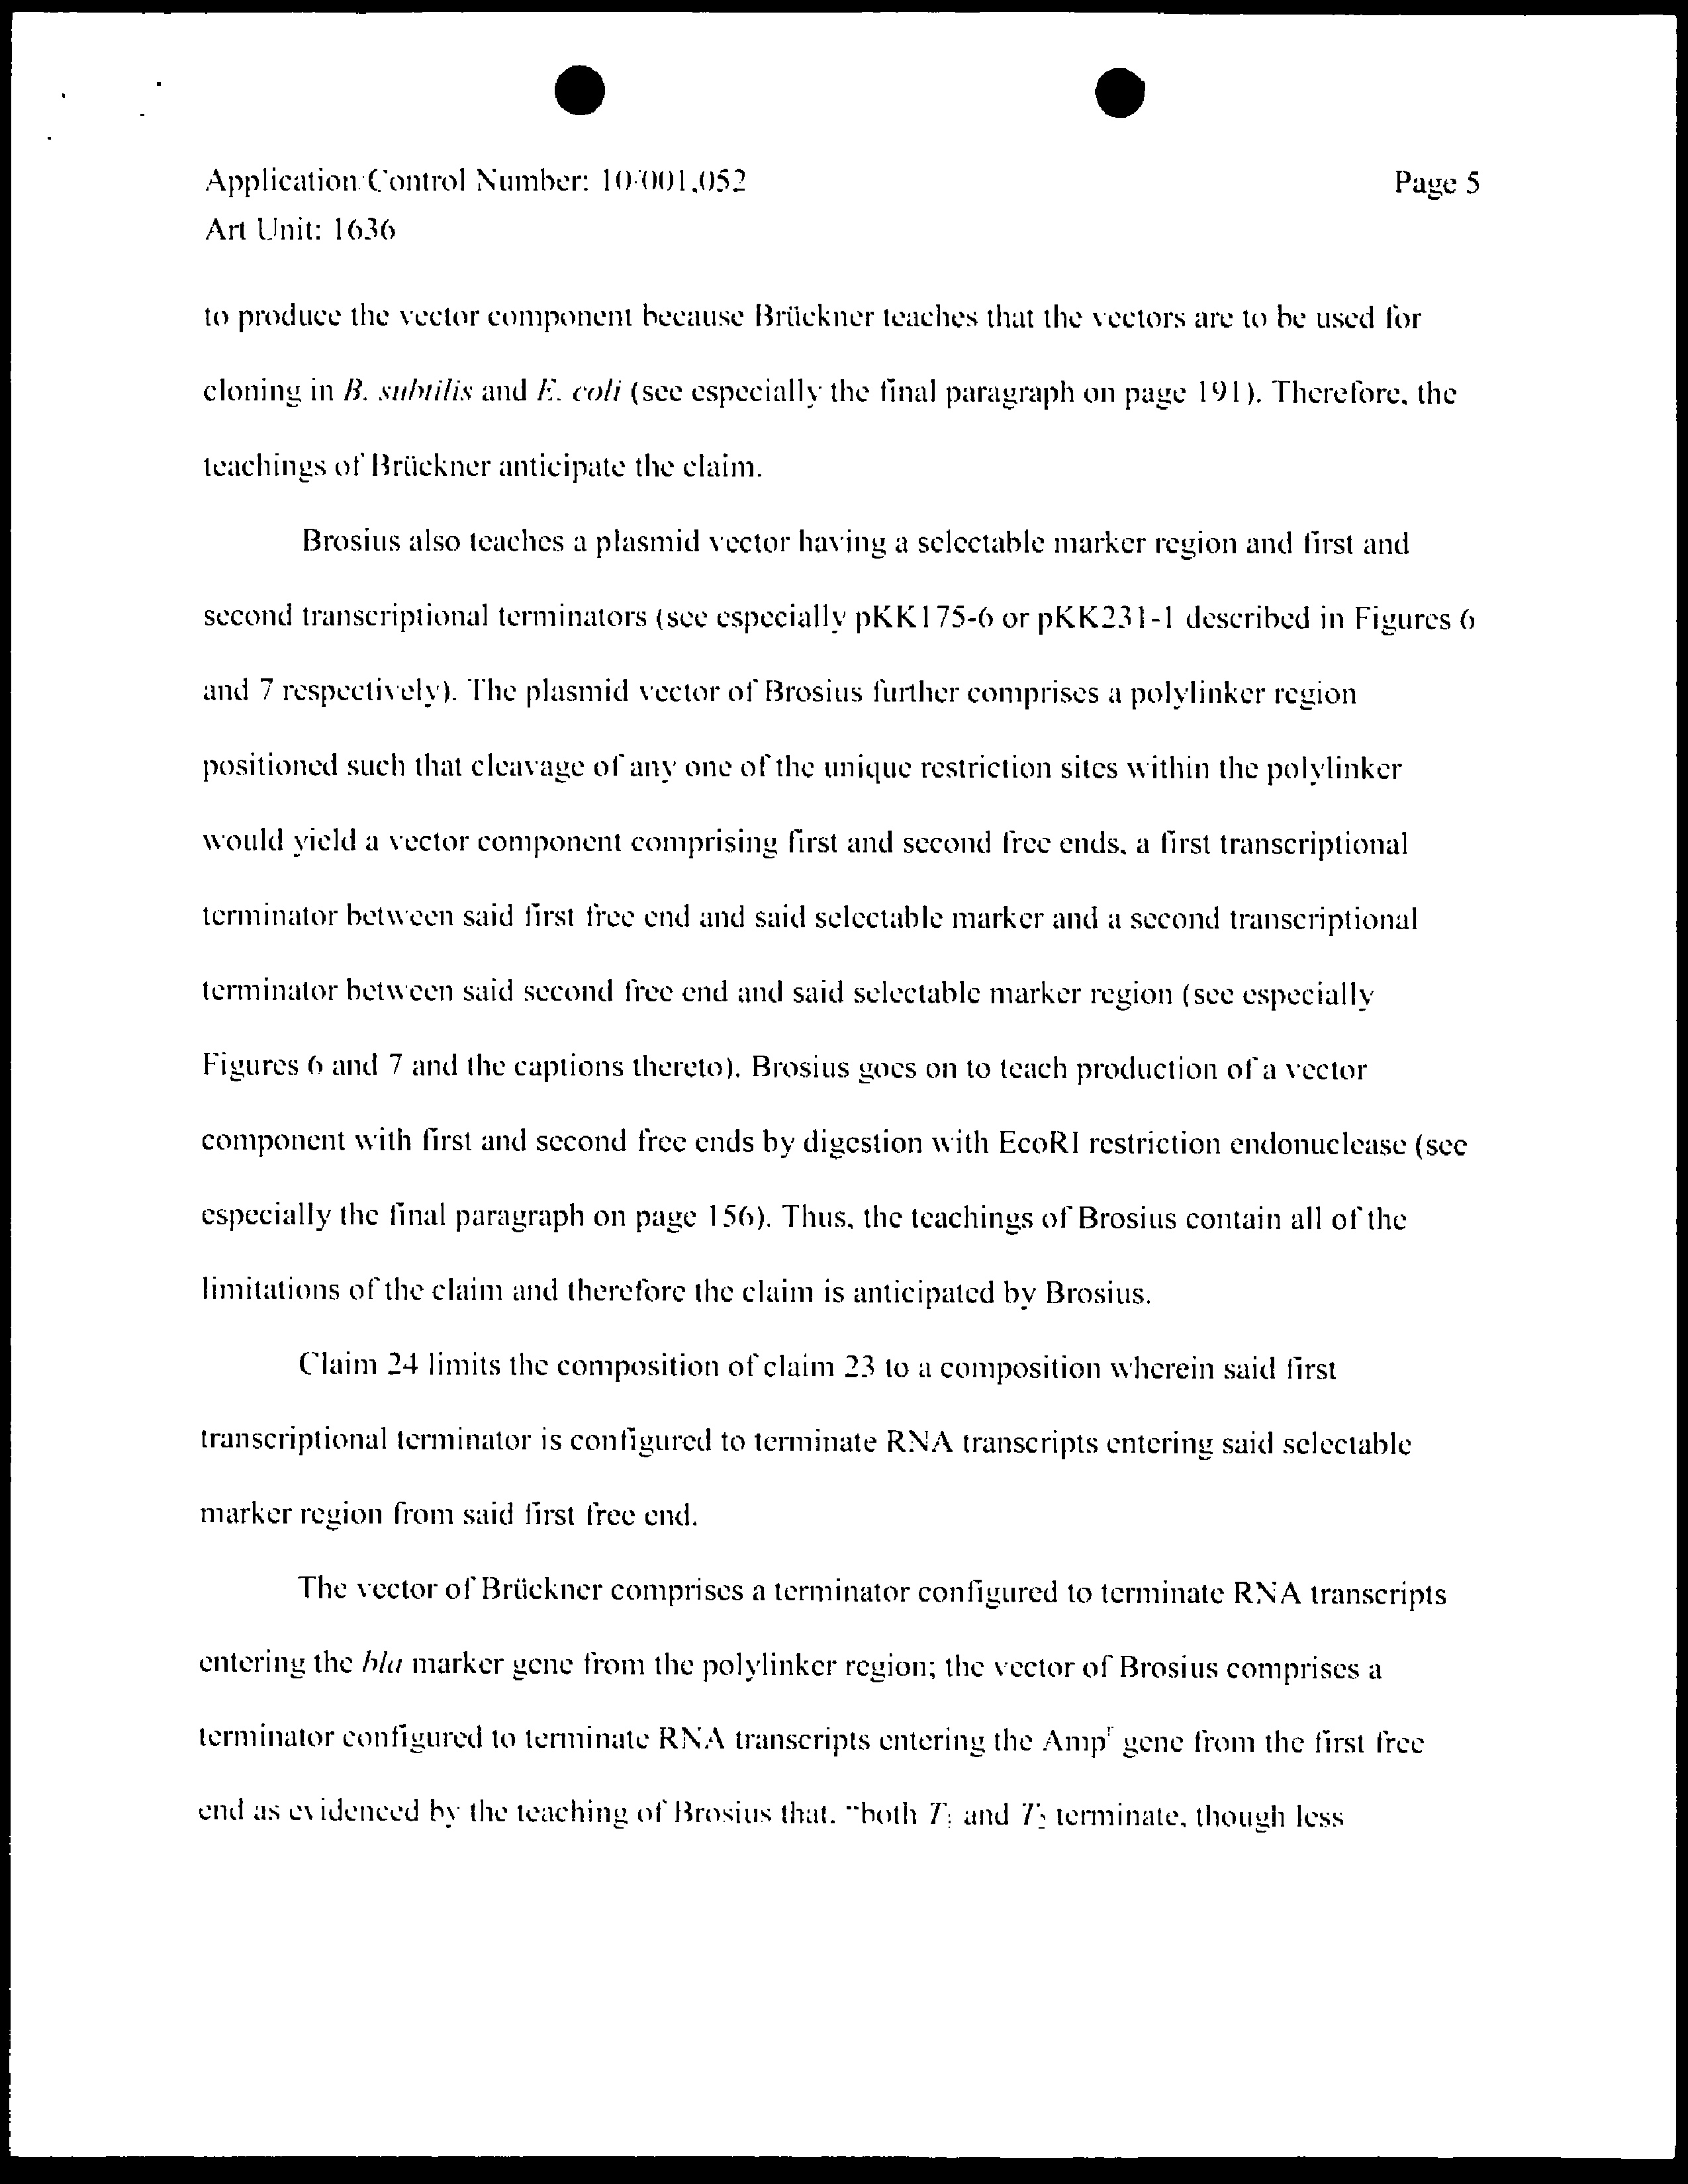 Application/Control Number: 10/001,052 Page 5
Art Unit: 1636
to produce the vector component because Brückner teaches that the vectors are to be used for
cloning in B. subtilis and E. coli (see especially the final paragraph on page 191). Therefore, the
teachings of Brückner anticipate the claim.
Brosius also teaches a plasmid vector having a selectable marker region and first and
second transcriptional terminators (see especially pKK175-6 or pKK231-1 described in Figures 6
and 7 respectively). The plasmid vector of Brosius further comprises a polylinker region
positioned such that cleavage of any one of the unique restriction sites within the polylinker
would yield a vector component comprising first and second free ends, a first transcriptional
terminator between said first free end and said selectable marker and a second transcriptional
terminator between said second free end and said selectable marker region (see especially
Figures 6 and 7 and the captions thereto). Brosius goes on to teach production of a vector
component with first and second free ends by digestion with EcoRI restriction endonuclease (see
especially the final paragraph on page 156). Thus, the teachings of Brosius contain all of the
limitations of the claim and therefore the claim is anticipated by Brosius.
Claim 24 limits the composition of claim 23 to a composition wherein said first
transcriptional terminator is configured to terminate RNA transcripts entering said selectable
marker region from said first free end.
The vector of Brückner comprises a terminator configured to terminate RNA transcripts
entering the bla marker gene from the polylinker region; the vector of Brosius comprises a
terminator configured to terminate RNA transcripts entering the Ampʳ gene from the first free
end as evidenced by the teaching of Brosius that, "both T₁ and T₂ terminate, though less